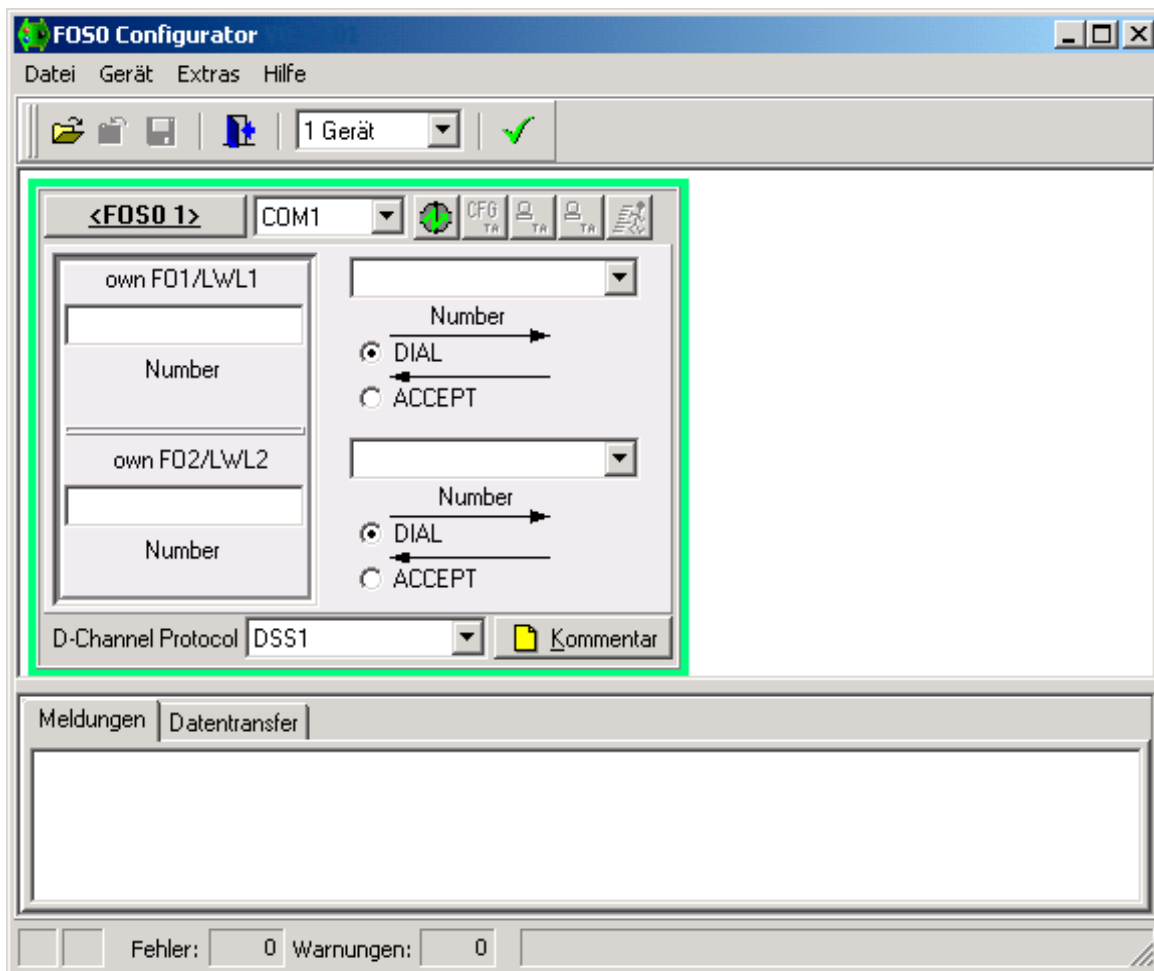 FOS0 Configurator
Datei Gerät Extras Hilfe
1 Gerät
<FOS0 1> COM1 CFG TA TA TA
own FO1/LWL1
Number
Number
DIAL
ACCEPT
own FO2/LWL2
Number
Number
DIAL
ACCEPT
D-Channel Protocol DSS1 Kommentar
Meldungen Datentransfer
Fehler: 0 Warnungen: 0